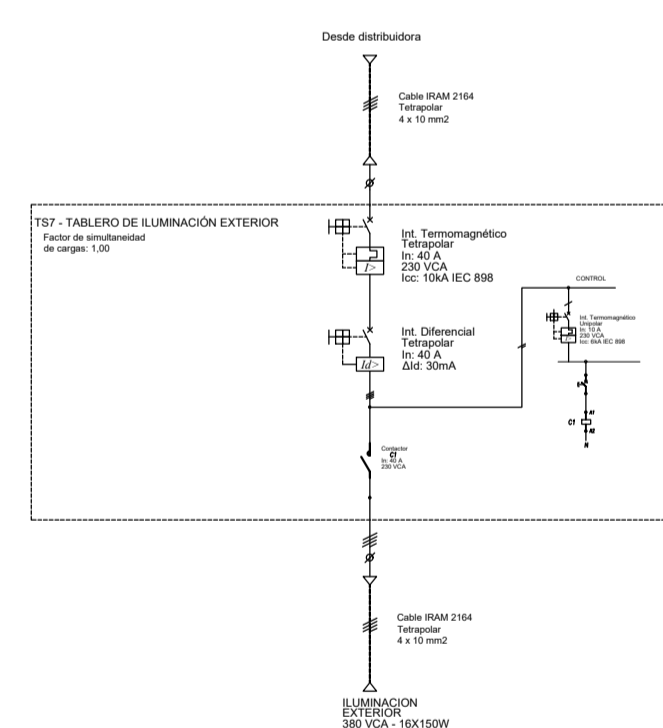 Desde distribuidora
Cable IRAM 2164
Tetrapolar
4 x 10 mm2
TS7 - TABLERO DE ILUMINACIÓN EXTERIOR
Factor de simultaneidad
de cargas: 1,00
Int. Termomagnético
Tetrapolar
In: 40 A
230 VCA
Icc: 10kA IEC 898
I>
CONTROL
Int. Termomagnético
Unipolar
In: 10 A
230 VCA
Icc: 6kA IEC 898
Int. Diferencial
Tetrapolar
In: 40 A
ΔId: 30mA
Id>
A1
C1
A2
N
Contactor
C1
In: 40 A
230 VCA
Cable IRAM 2164
Tetrapolar
4 x 10 mm2
ILUMINACION
EXTERIOR
380 VCA - 16X150W